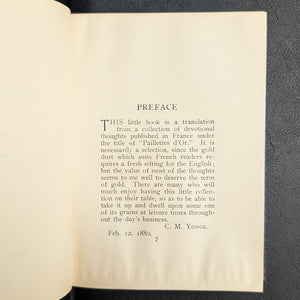 PREFACE
THIS little book is a translation
from a collection of devotional
thoughts published in France under
the title of "Paillettes d'Or." It is
necessarily a selection, since the gold
dust which suits French readers re-
quires a fresh sifting for the English;
but the value of most of the thoughts
seems to me well to deserve the term
of gold. There are many who will
much enjoy having this little collec-
tion on their table, so as to be able to
take it up and dwell upon some one
of its grains at leisure times through-
out the day's business.
C. M. YONGE.
Feb. 12, 1880.
7